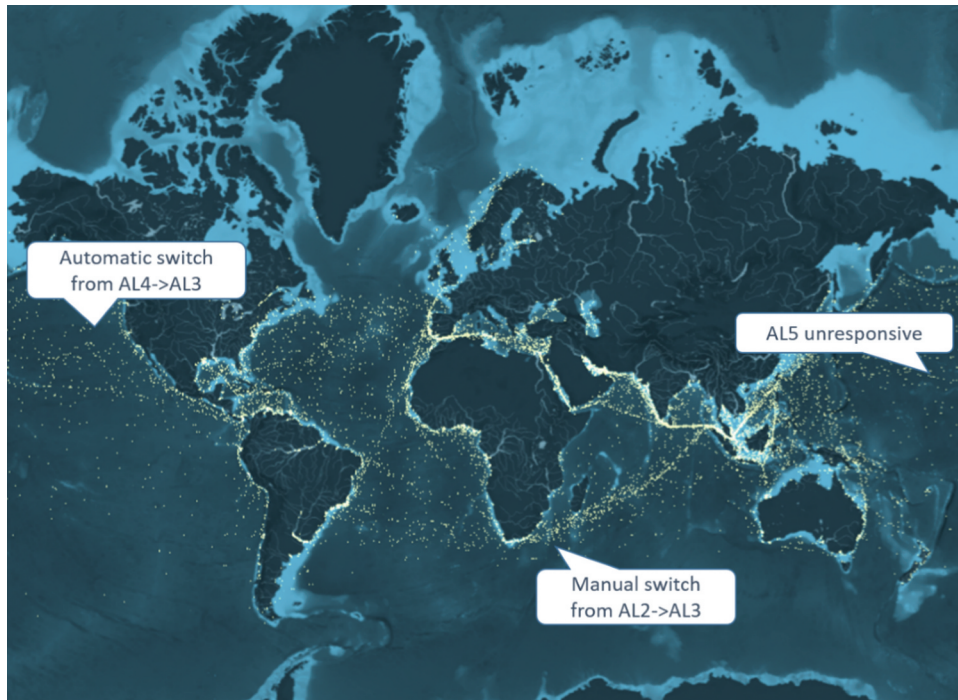 Automatic switch
from AL4->AL3
AL5 unresponsive
Manual switch
from AL2->AL3